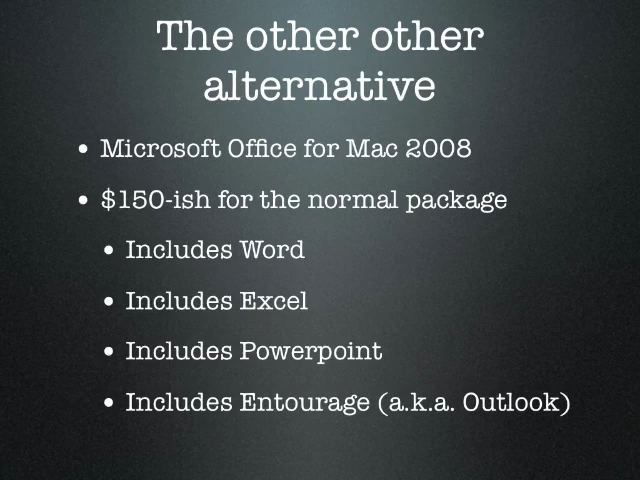 The other other
alternative
• Microsoft Office for Mac 2008
• $150-ish for the normal package
• Includes Word
• Includes Excel
• Includes Powerpoint
• Includes Entourage (a.k.a. Outlook)